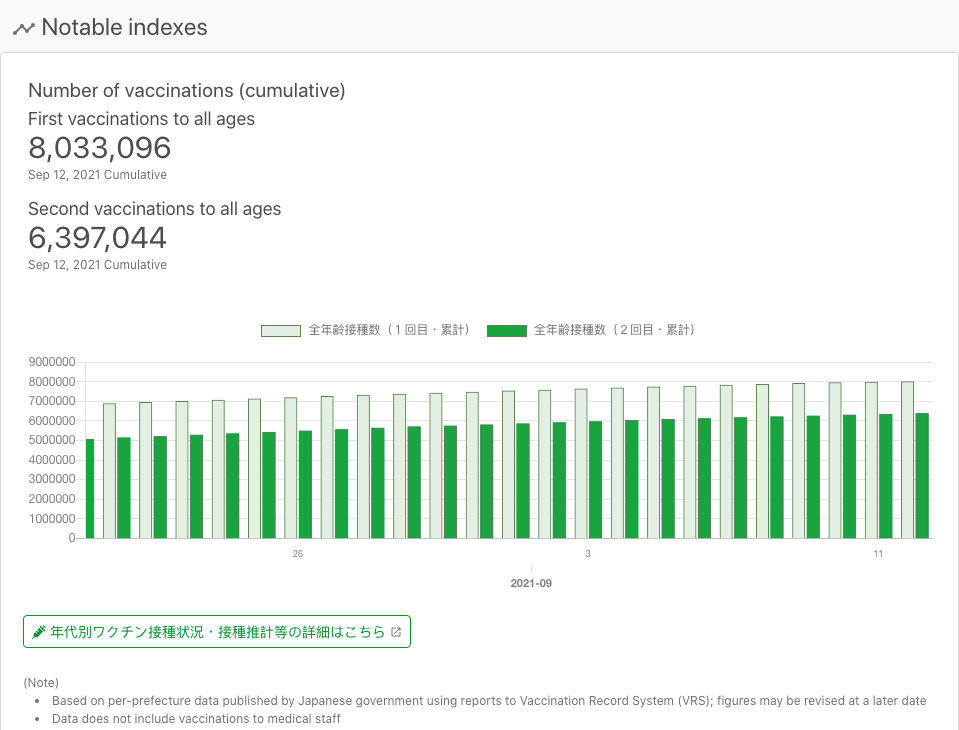 Notable indexes
Number of vaccinations (cumulative)
First vaccinations to all ages
8,033,096
Sep 12, 2021 Cumulative
Second vaccinations to all ages
6,397,044
Sep 12, 2021 Cumulative
全年齢接種数（１回目・累計） 全年齢接種数（２回目・累計）
9000000
8000000
7000000
6000000
5000000
4000000
3000000
2000000
1000000
0
26 3 11
2021-09
年代別ワクチン接種状況・接種推計等の詳細はこちら
(Note)
• Based on per-prefecture data published by Japanese government using reports to Vaccination Record System (VRS); figures may be revised at a later date
• Data does not include vaccinations to medical staff